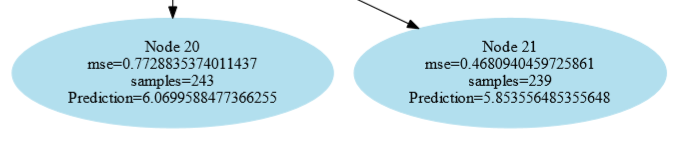 Node 20
mse=0.7728835374011437
samples=243
Prediction=6.0699588477366255
Node 21
mse=0.4680940459725861
samples=239
Prediction=5.853556485355648